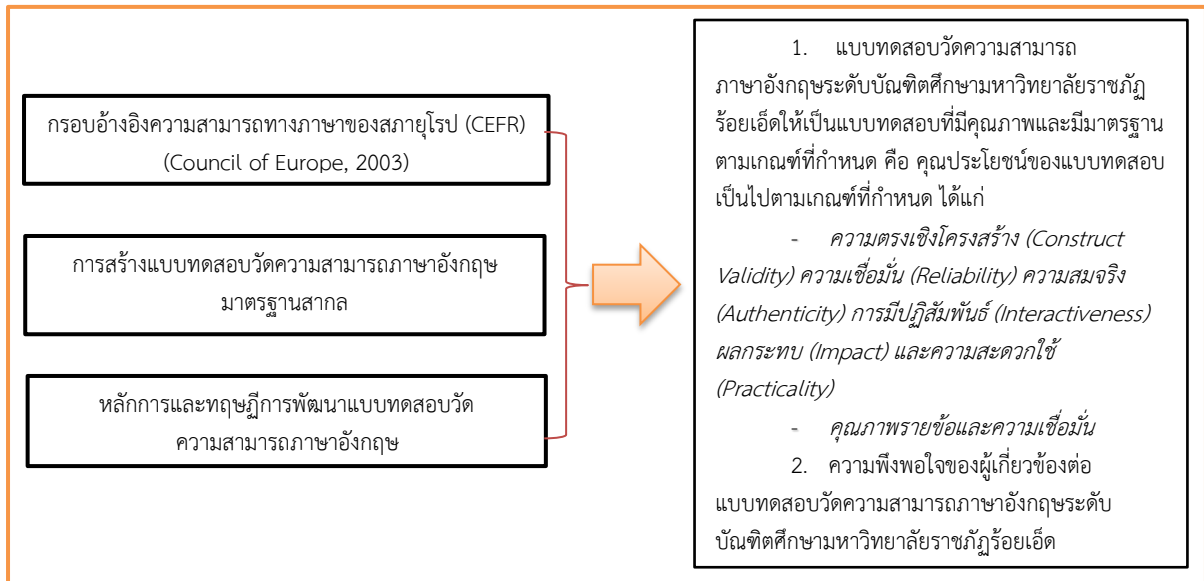 กรอบอ้างอิงความสามารถทางภาษาของสภายุโรป (CEFR)
(Council of Europe, 2003)
การสร้างแบบทดสอบวัดความสามารถภาษาอังกฤษ
มาตรฐานสากล
หลักการและทฤษฎีการพัฒนาแบบทดสอบวัด
ความสามารถภาษาอังกฤษ
1. แบบทดสอบวัดความสามารถ
ภาษาอังกฤษระดับบัณฑิตศึกษามหาวิทยาลัยราชภัฏ
ร้อยเอ็ดให้เป็นแบบทดสอบที่มีคุณภาพและมีมาตรฐาน
ตามเกณฑ์ที่กำหนด คือ คุณประโยชน์ของแบบทดสอบ
เป็นไปตามเกณฑ์ที่กำหนด ได้แก่
- ความตรงเชิงโครงสร้าง (Construct
Validity) ความเชื่อมั่น (Reliability) ความสมจริง
(Authenticity) การมีปฏิสัมพันธ์ (Interactiveness)
ผลกระทบ (Impact) และความสะดวกใช้
(Practicality)
- คุณภาพรายข้อและความเชื่อมั่น
2. ความพึงพอใจของผู้เกี่ยวข้องต่อ
แบบทดสอบวัดความสามารถภาษาอังกฤษระดับ
บัณฑิตศึกษามหาวิทยาลัยราชภัฏร้อยเอ็ด